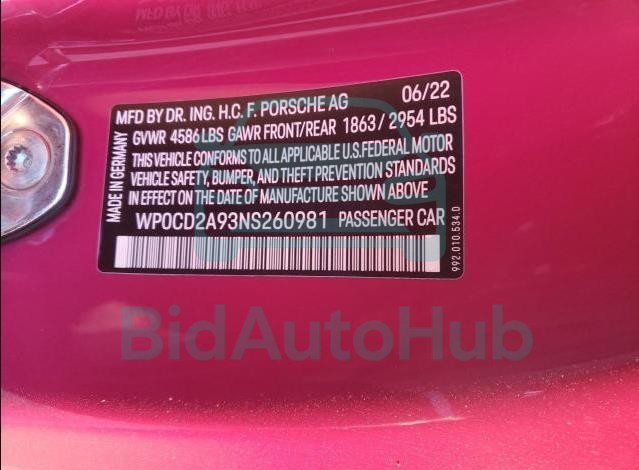 MADE IN GERMANY
MFD BY DR. ING. H.C. F. PORSCHE AG 06/22
GVWR 4586 LBS GAWR FRONT/REAR 1863 / 2954 LBS
THIS VEHICLE CONFORMS TO ALL APPLICABLE U.S.FEDERAL MOTOR
VEHICLE SAFETY, BUMPER, AND THEFT PREVENTION STANDARDS
IN EFFECT ON THE DATE OF MANUFACTURE SHOWN ABOVE
WP0CD2A93NS260981 PASSENGER CAR
992.010.534.D
BidAutoHub